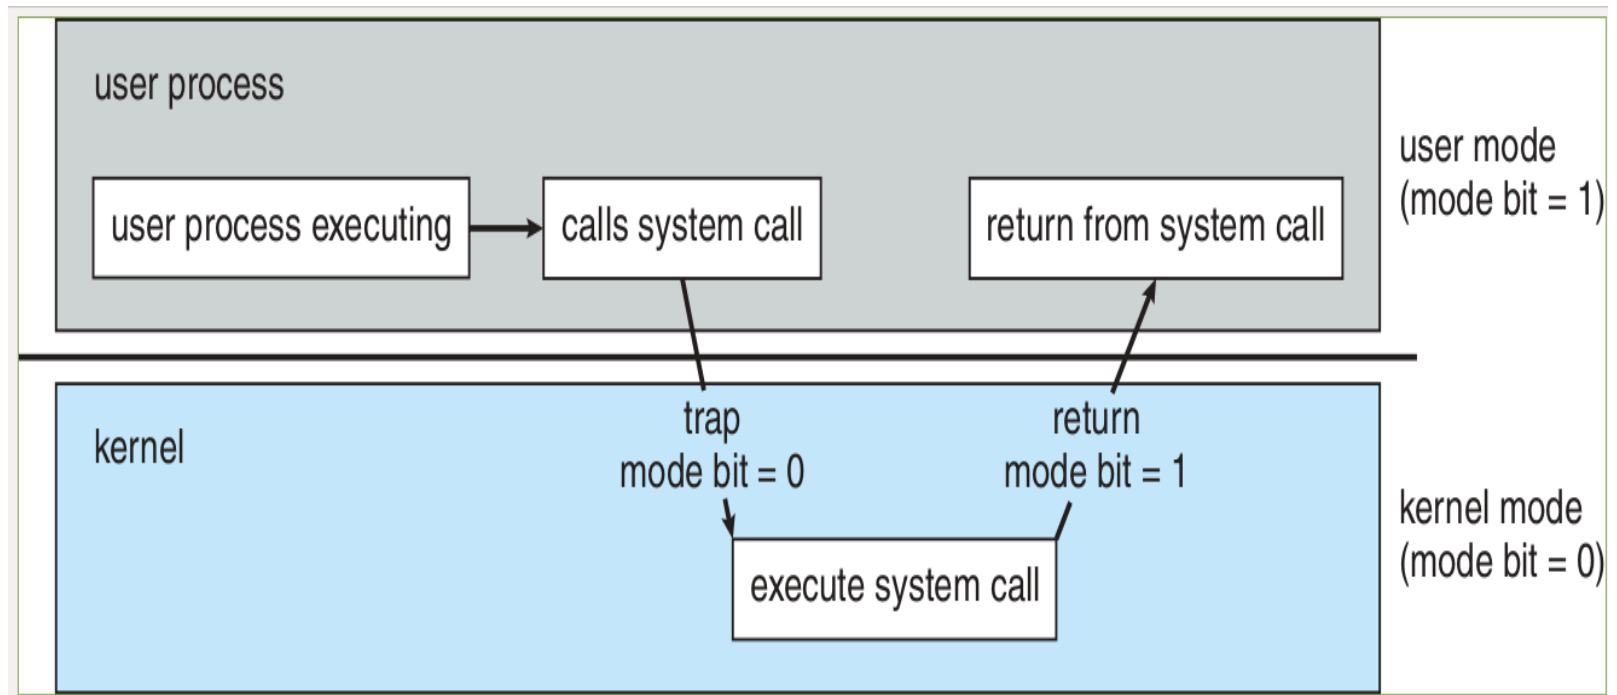 user process
user process executing
calls system call
return from system call
user mode
(mode bit = 1)
kernel
trap
mode bit = 0
return
mode bit = 1
execute system call
kernel mode
(mode bit = 0)